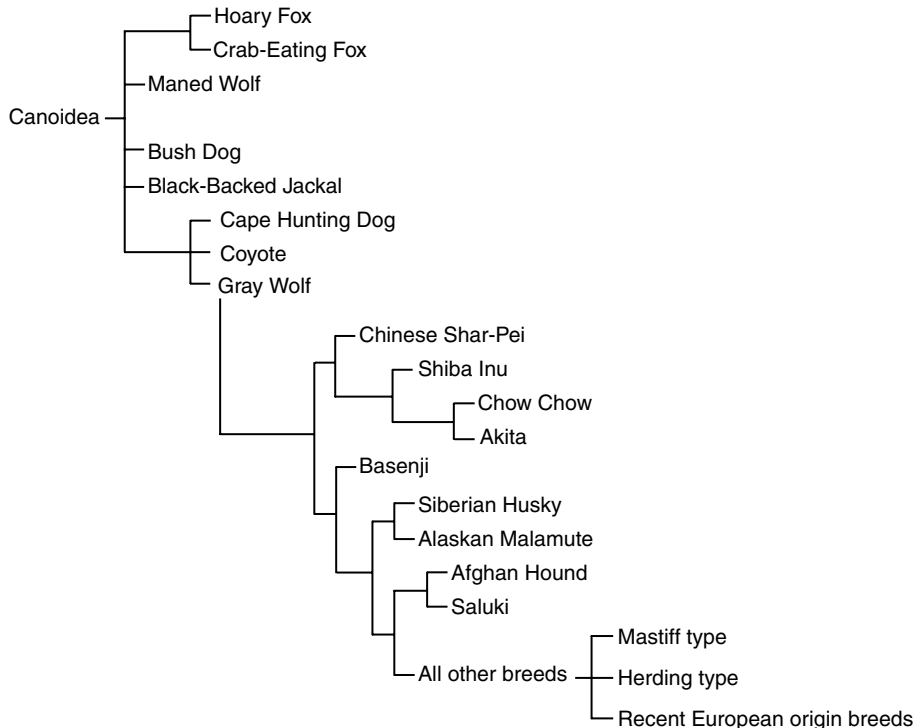 Hoary Fox
Crab-Eating Fox
Maned Wolf
Canoidea
Bush Dog
Black-Backed Jackal
Cape Hunting Dog
Coyote
Gray Wolf
Chinese Shar-Pei
Shiba Inu
Chow Chow
Akita
Basenji
Siberian Husky
Alaskan Malamute
Afghan Hound
Saluki
Mastiff type
All other breeds
Herding type
Recent European origin breeds